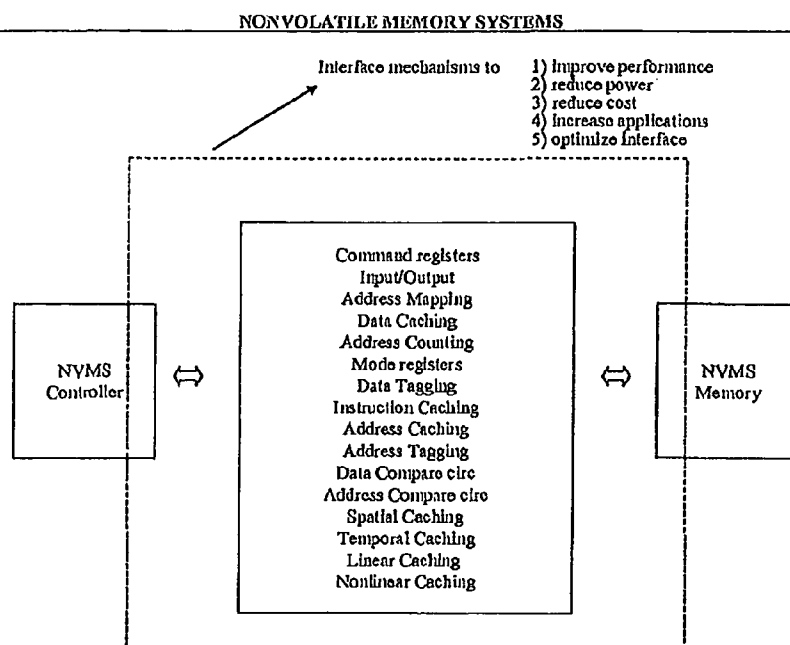 NONVOLATILE MEMORY SYSTEMS
Interface mechanisms to
1) improve performance
2) reduce power
3) reduce cost
4) increase applications
5) optimize interface
Command registers
Input/Output
Address Mapping
Data Caching
Address Counting
Mode registers
Data Tagging
Instruction Caching
Address Caching
Address Tagging
Data Compare circ
Address Compare circ
Spatial Caching
Temporal Caching
Linear Caching
Nonlinear Caching
NVMS
Controller
NVMS
Memory